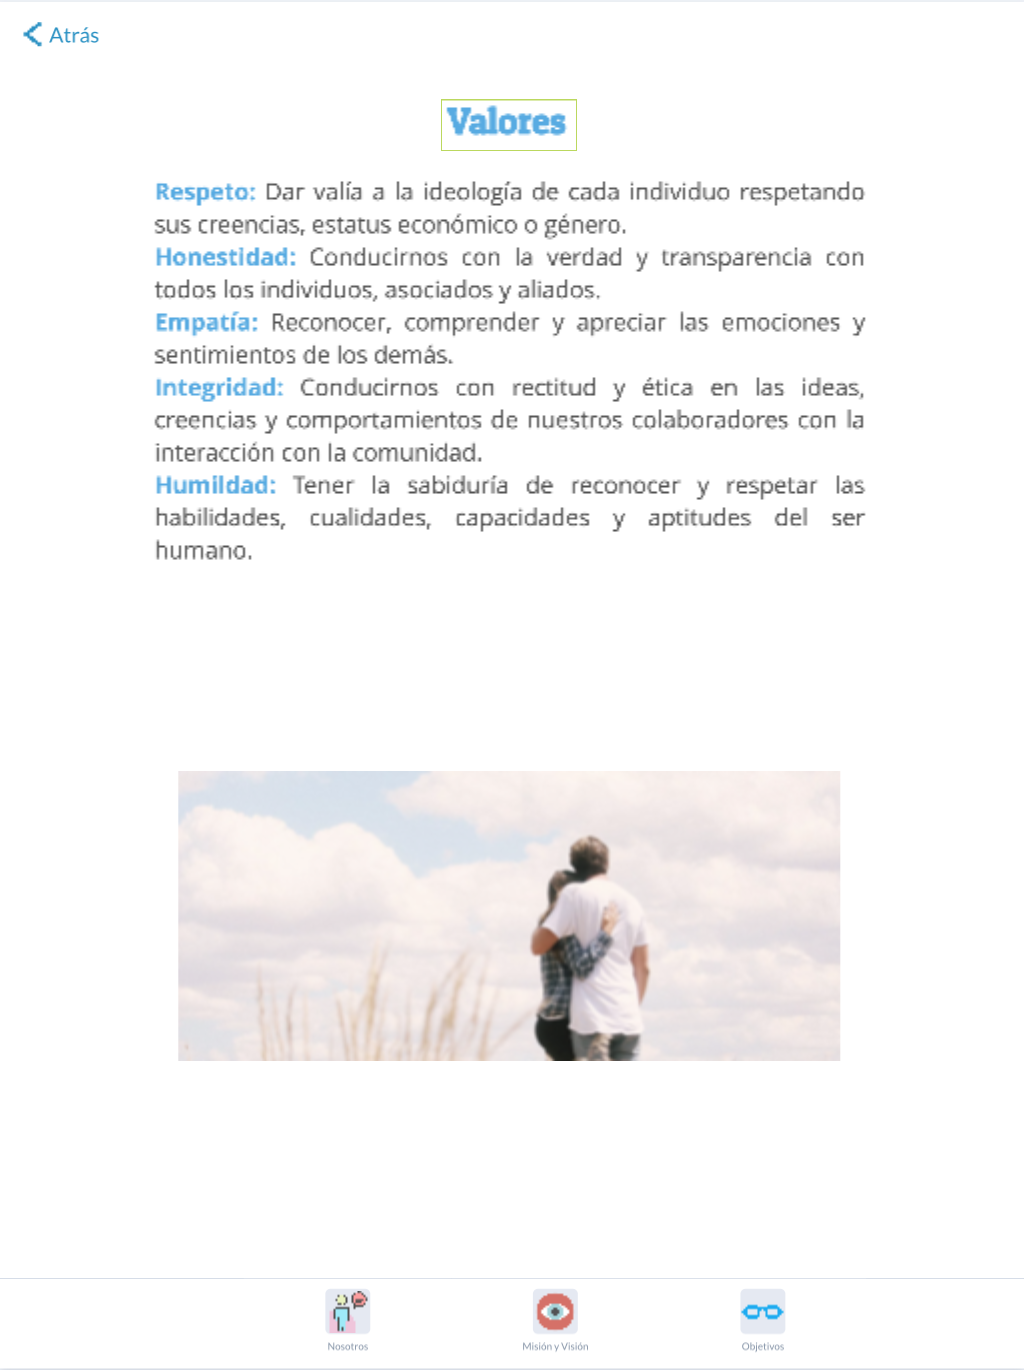 Atrás
Valores
Respeto: Dar valía a la ideología de cada individuo respetando
sus creencias, estatus económico o género.
Honestidad: Conducirnos con la verdad y transparencia con
todos los individuos, asociados y aliados.
Empatía: Reconocer, comprender y apreciar las emociones y
sentimientos de los demás.
Integridad: Conducirnos con rectitud y ética en las ideas,
creencias y comportamientos de nuestros colaboradores con la
interacción con la comunidad.
Humildad: Tener la sabiduría de reconocer y respetar las
habilidades, cualidades, capacidades y aptitudes del ser
humano.
Nosotros
Misión y Visión
Objetivos